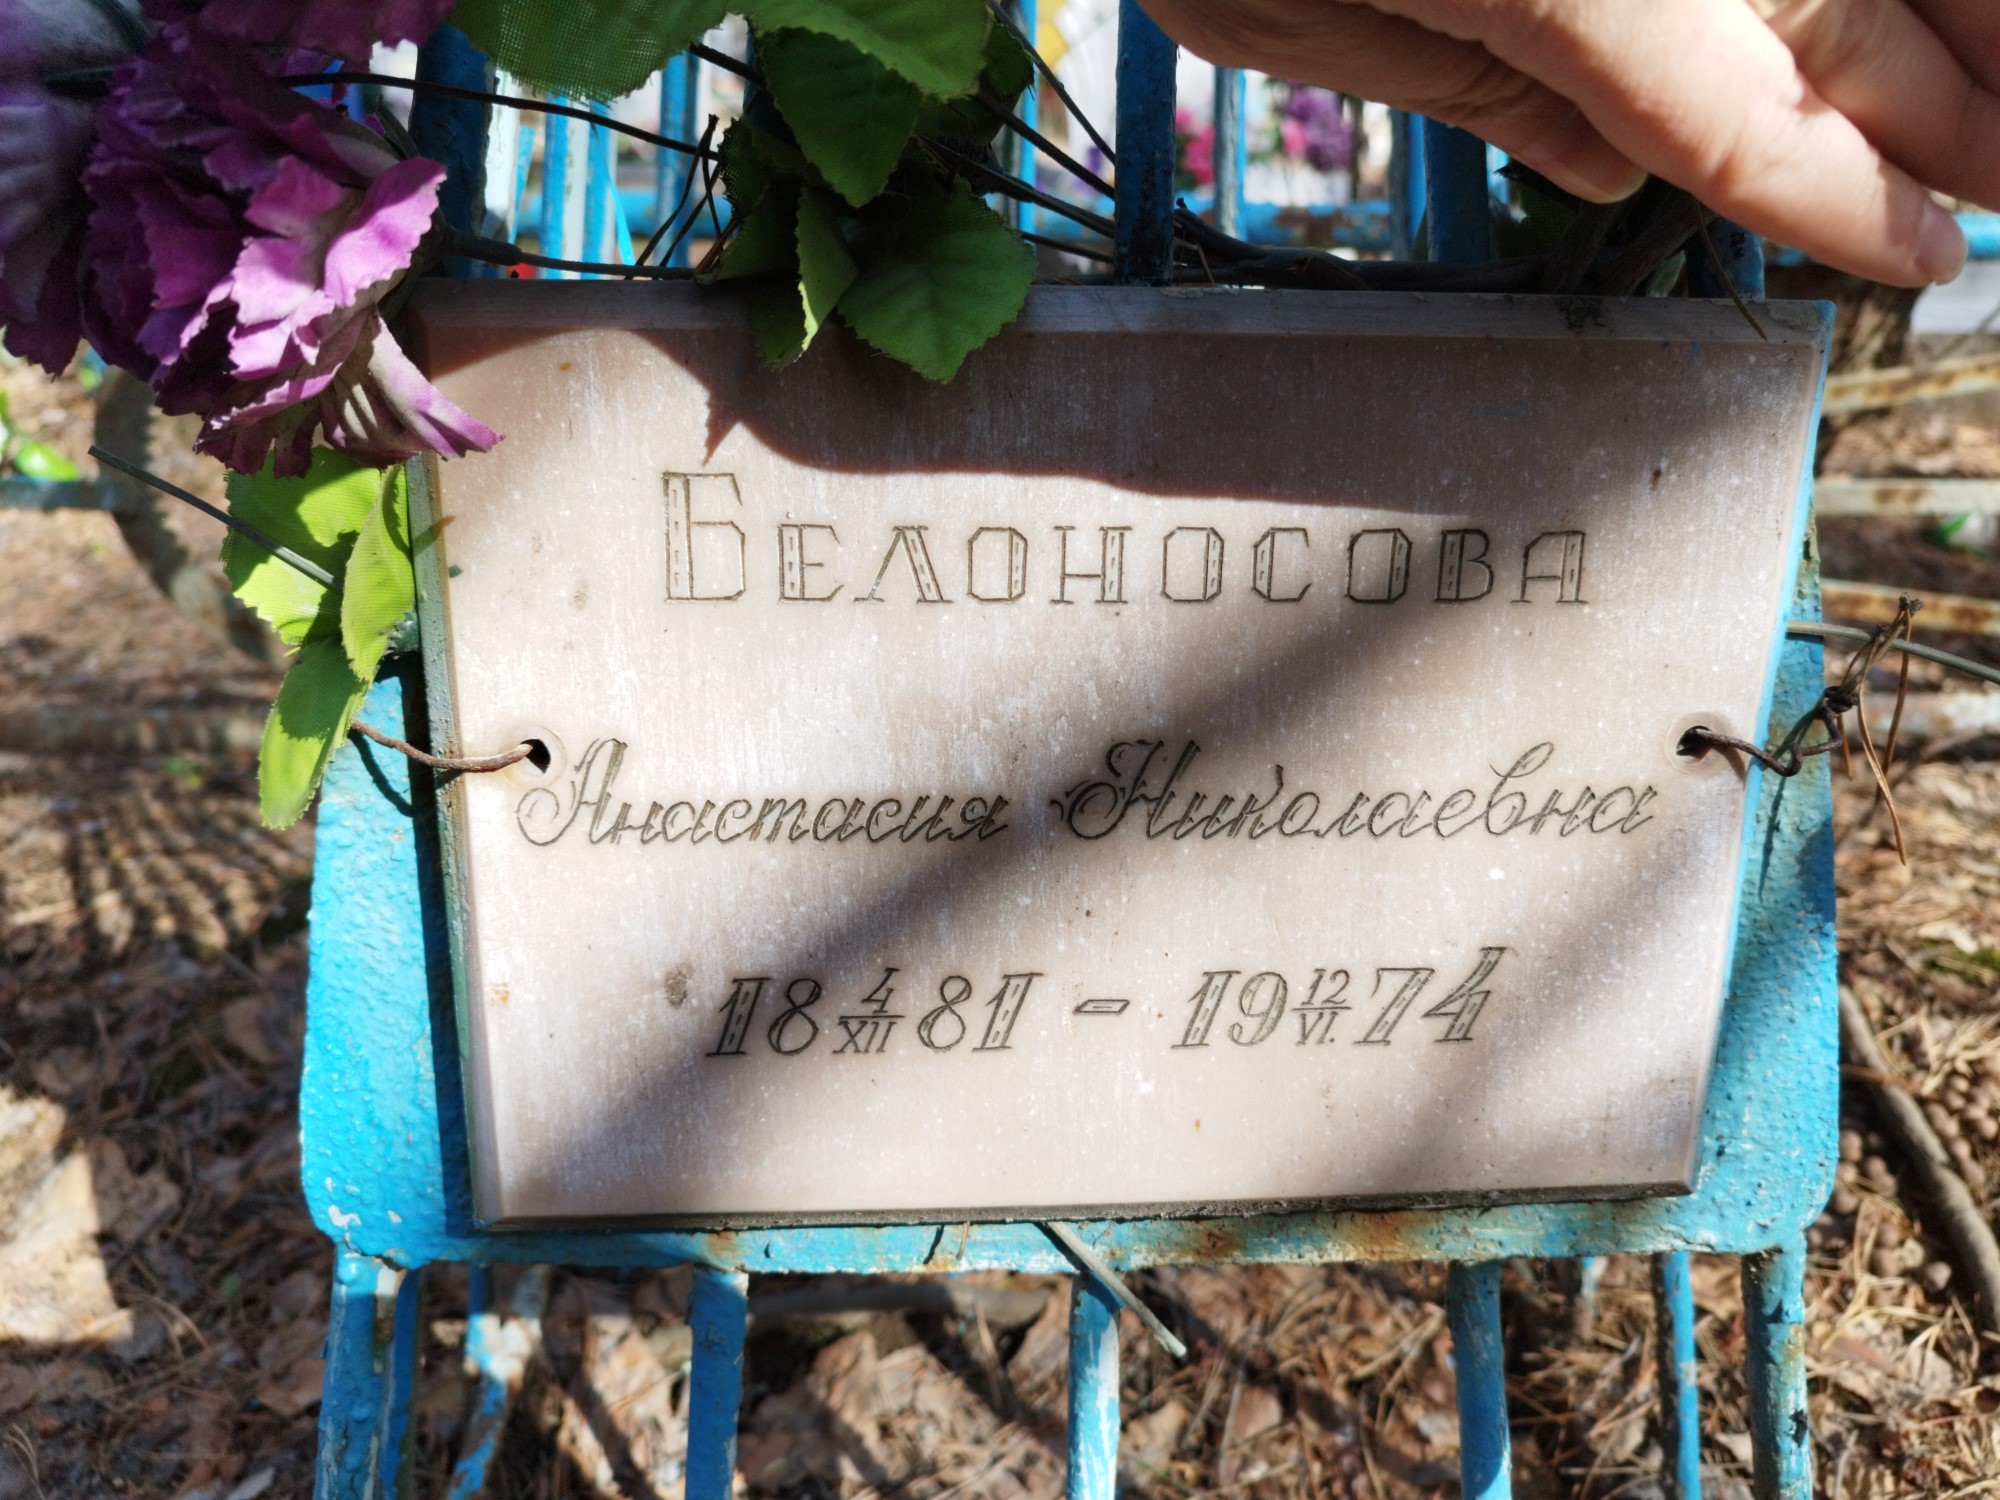 Белоносова
Анастасия Николаевна
18 4/XII 81 - 19 12/VI. 74